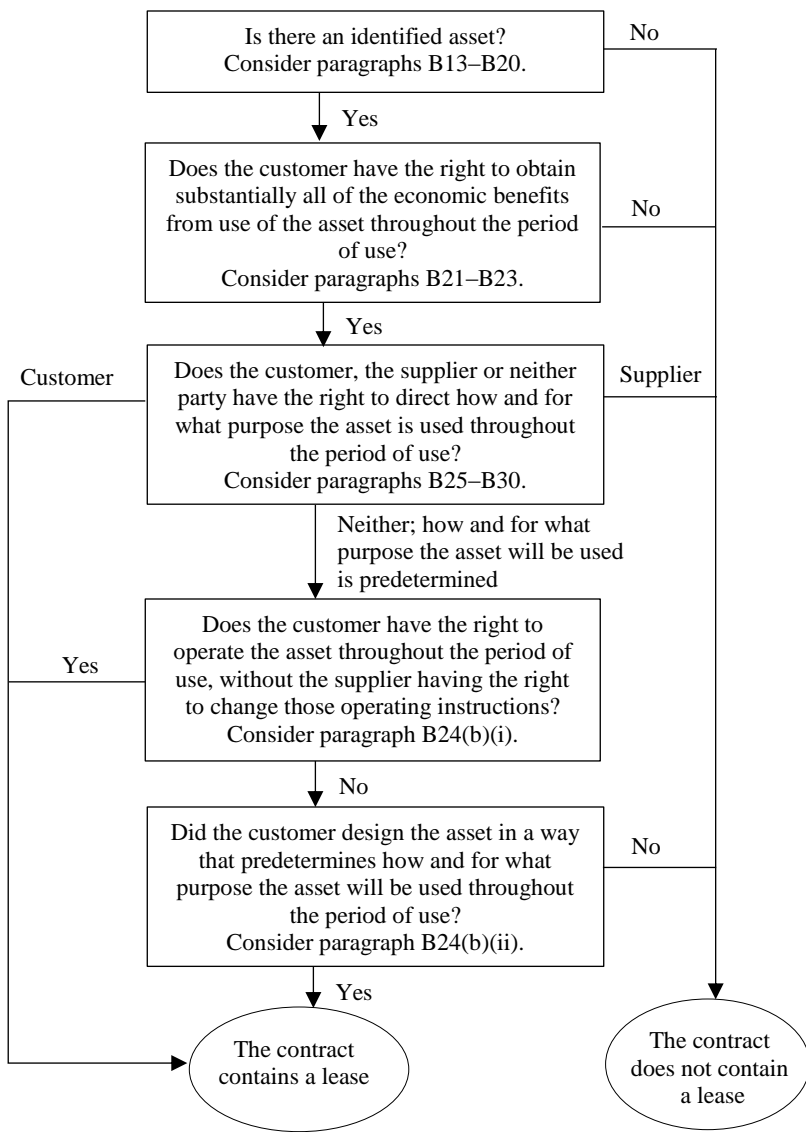 Is there an identified asset?
Consider paragraphs B13–B20.
No
Yes
Does the customer have the right to obtain
substantially all of the economic benefits
from use of the asset throughout the period
of use?
Consider paragraphs B21–B23.
No
Yes
Customer
Does the customer, the supplier or neither
party have the right to direct how and for
what purpose the asset is used throughout
the period of use?
Consider paragraphs B25–B30.
Supplier
Neither; how and for what
purpose the asset will be used
is predetermined
Yes
Does the customer have the right to
operate the asset throughout the period of
use, without the supplier having the right
to change those operating instructions?
Consider paragraph B24(b)(i).
No
Did the customer design the asset in a way
that predetermines how and for what
purpose the asset will be used throughout
the period of use?
Consider paragraph B24(b)(ii).
No
Yes
The contract
contains a lease
The contract
does not contain
a lease